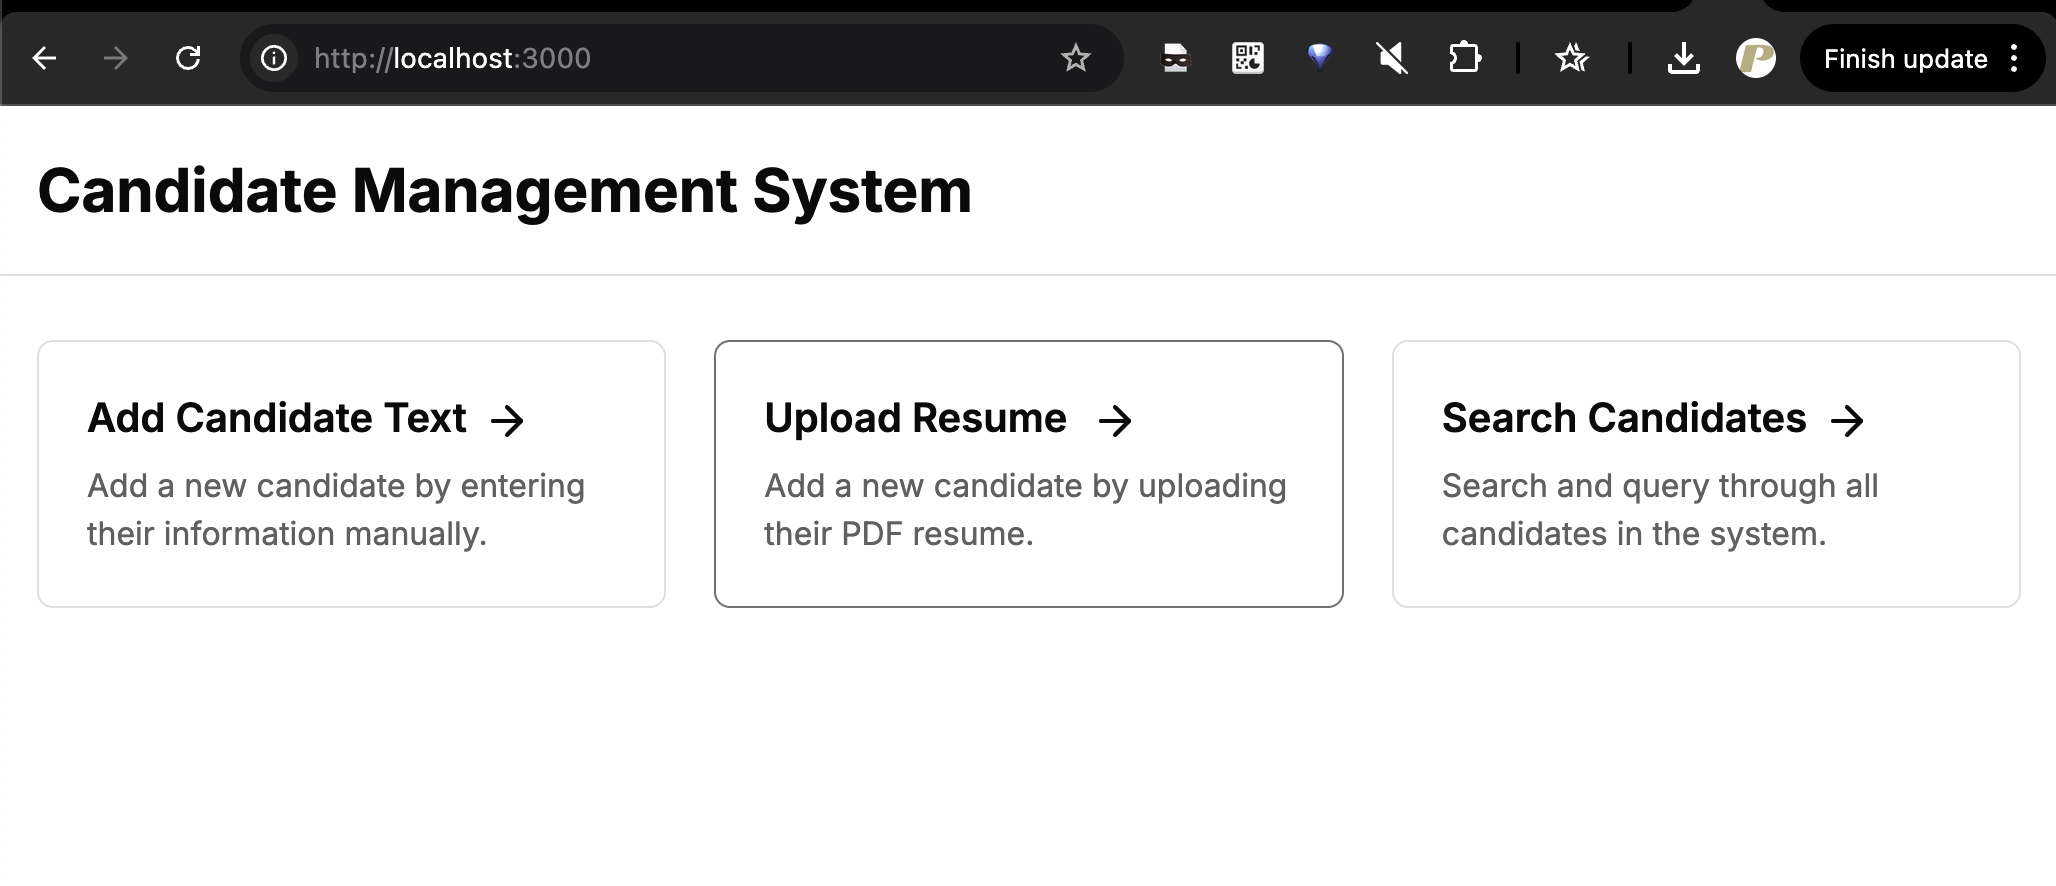 http://localhost:3000
Finish update
Candidate Management System
Add Candidate Text →
Add a new candidate by entering
their information manually.
Upload Resume →
Add a new candidate by uploading
their PDF resume.
Search Candidates →
Search and query through all
candidates in the system.